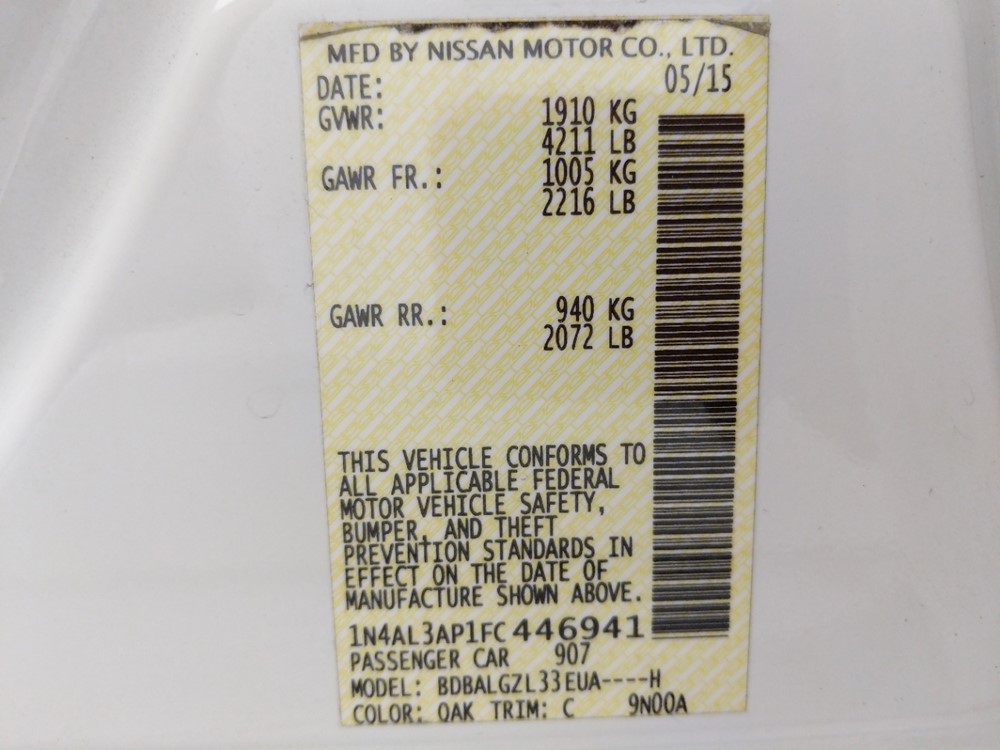 MFD BY NISSAN MOTOR CO., LTD.
DATE: 05/15
GVWR: 1910 KG
4211 LB
GAWR FR.: 1005 KG
2216 LB
GAWR RR.: 940 KG
2072 LB
THIS VEHICLE CONFORMS TO
ALL APPLICABLE FEDERAL
MOTOR VEHICLE SAFETY,
BUMPER, AND THEFT
PREVENTION STANDARDS IN
EFFECT ON THE DATE OF
MANUFACTURE SHOWN ABOVE.
1N4AL3AP1FC446941
PASSENGER CAR 907
MODEL: BDBALGZL33EUA----H
COLOR: QAK TRIM: C 9N00A